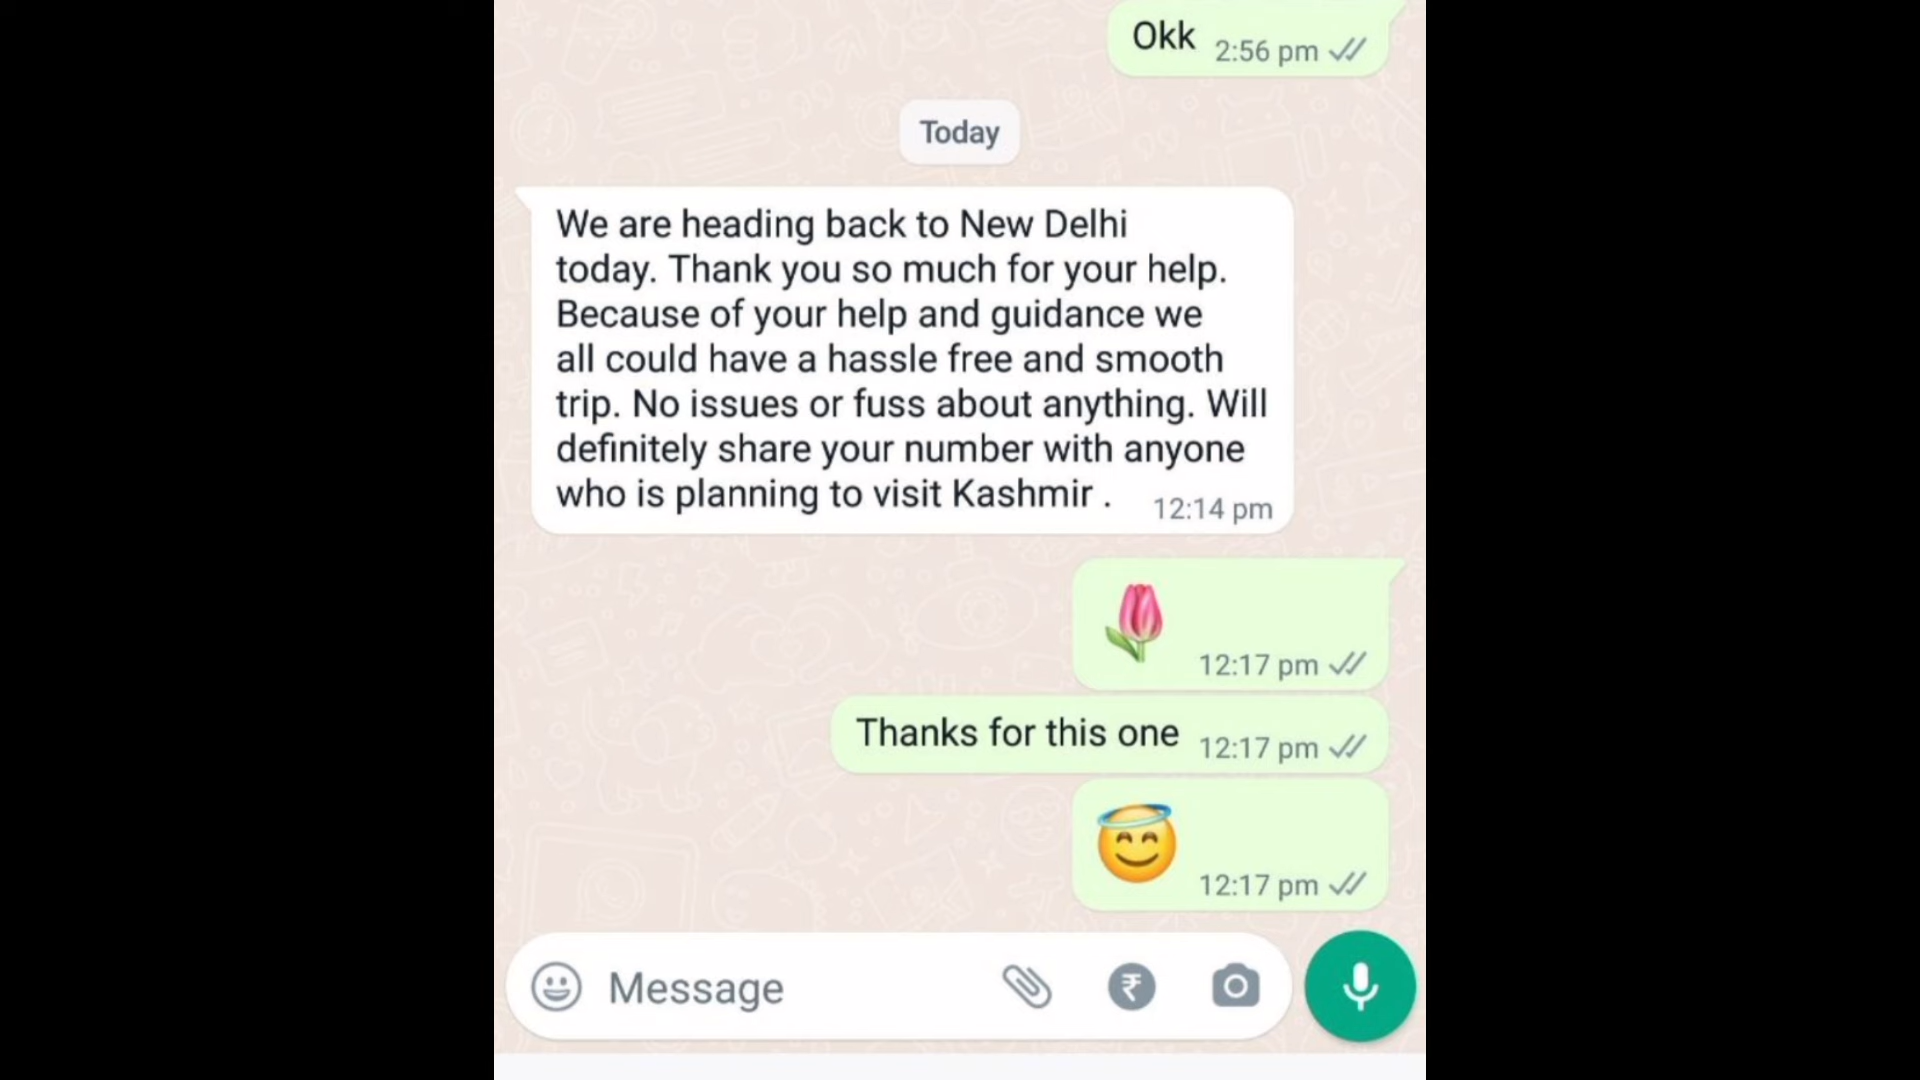 Okk 2:56 pm
Today
We are heading back to New Delhi
today. Thank you so much for your help.
Because of your help and guidance we
all could have a hassle free and smooth
trip. No issues or fuss about anything. Will
definitely share your number with anyone
who is planning to visit Kashmir . 12:14 pm
12:17 pm
Thanks for this one 12:17 pm
12:17 pm
Message ₹